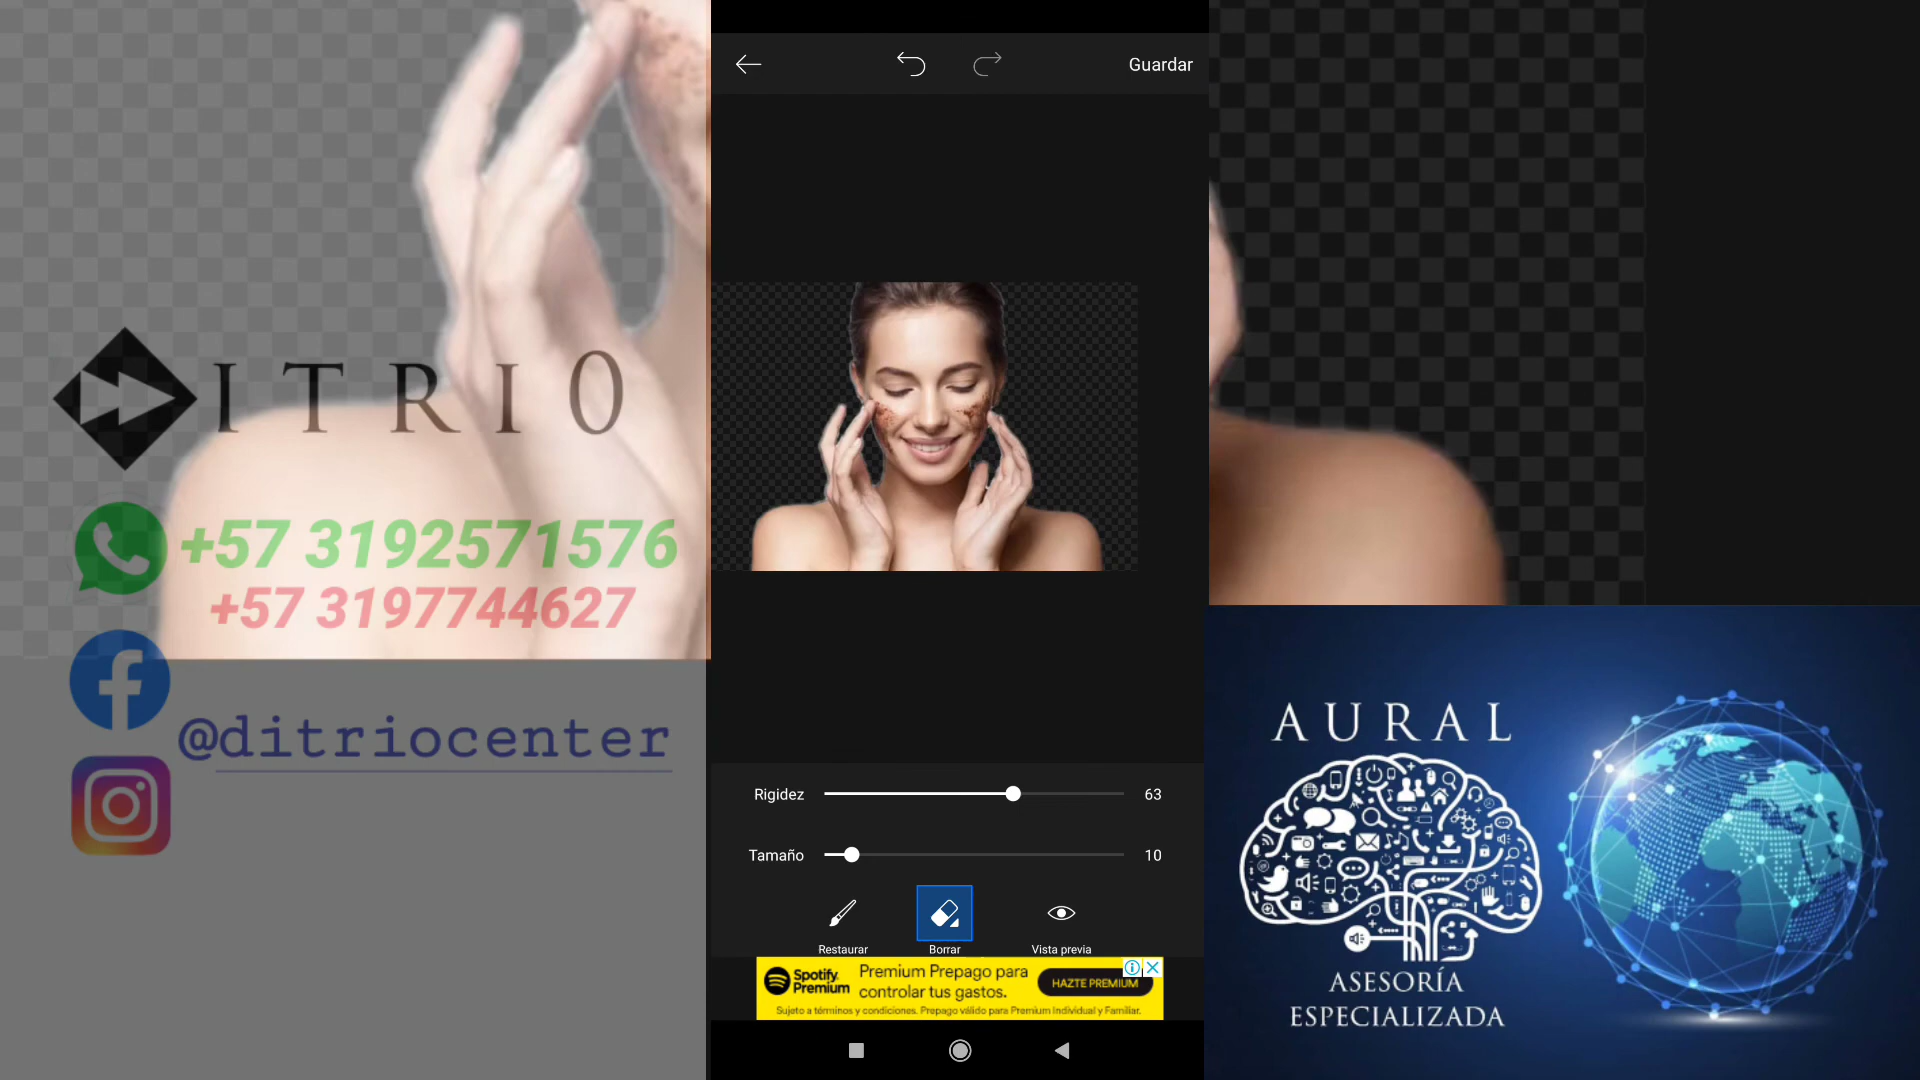 ITRIO
+57 3192571576
+57 3197744627
@ditriocenter
Guardar
Rigidez 63
Tamaño 10
Restaurar Borrar Vista previa
Spotify Premium
Premium Prepago para
controlar tus gastos.
HAZTE PREMIUM
Sujeto a términos y condiciones. Prepago válido para Premium Individual y Familiar.
AURAL
ASESORÍA
ESPECIALIZADA